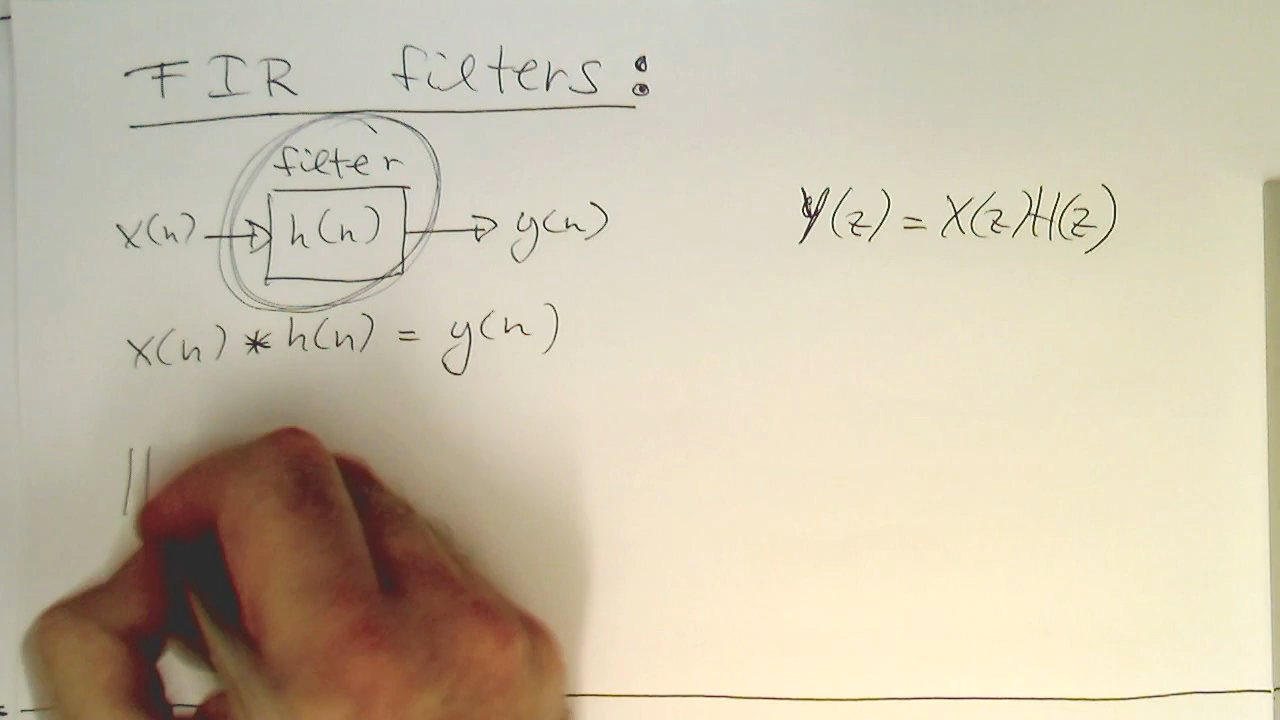 FIR filters:
filter
x(n) h(n) y(n)
Y(z) = X(z)H(z)
x(n) * h(n) = y(n)